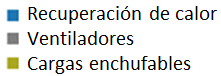 Recuperación de calor
Ventiladores
Cargas enchufables